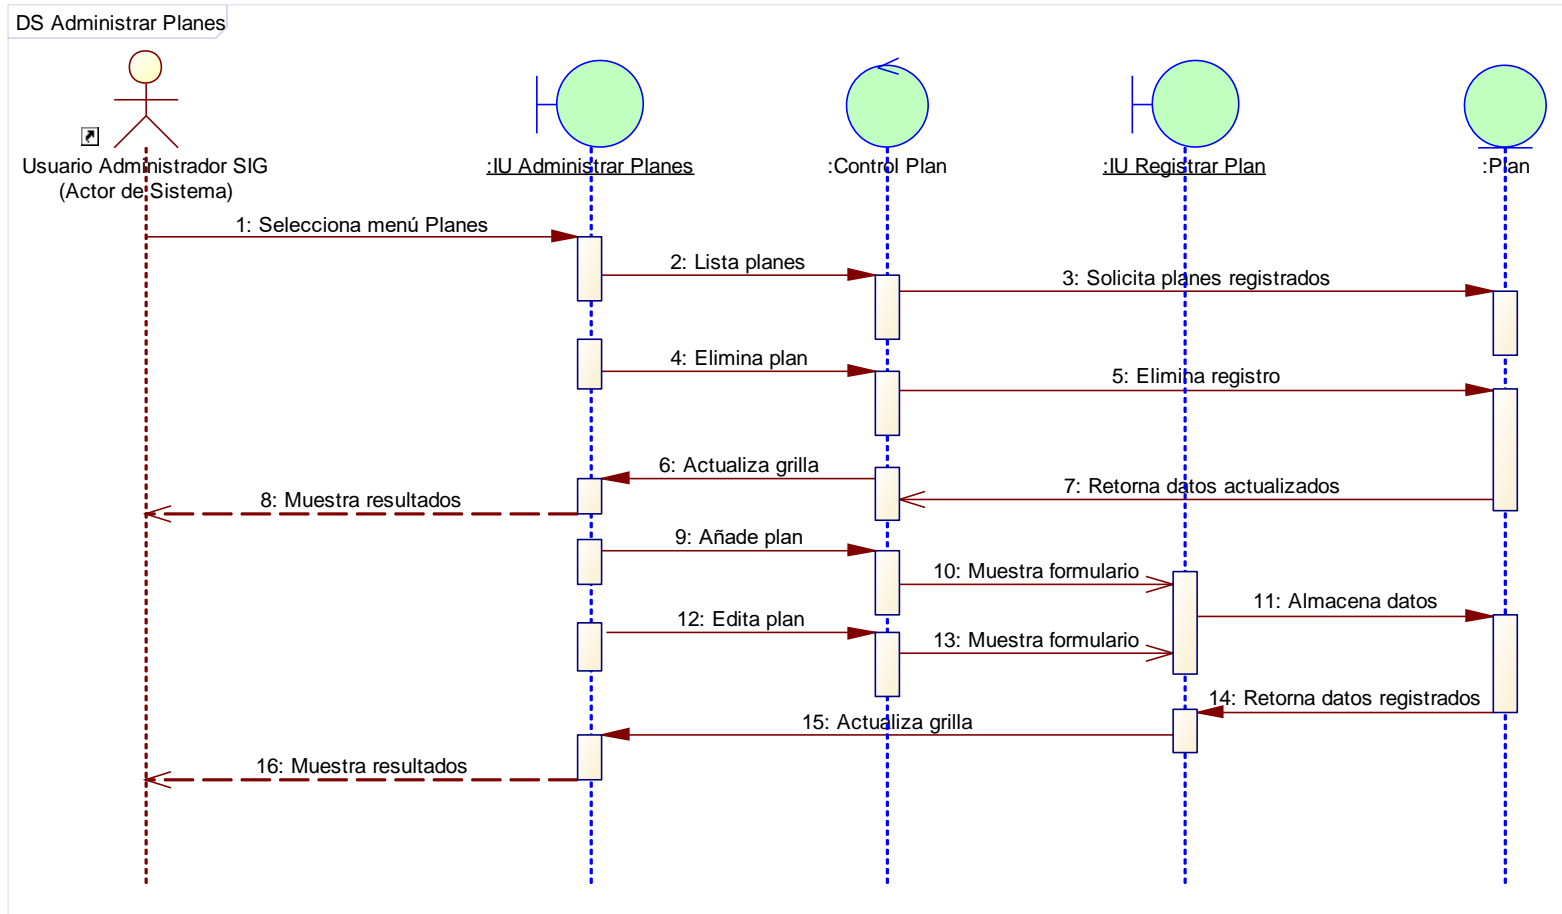 DS Administrar Planes
Usuario Administrador SIG
(Actor de Sistema)
:IU Administrar Planes
:Control Plan
:IU Registrar Plan
:Plan
1: Selecciona menú Planes
2: Lista planes
3: Solicita planes registrados
4: Elimina plan
5: Elimina registro
6: Actualiza grilla
7: Retorna datos actualizados
8: Muestra resultados
9: Añade plan
10: Muestra formulario
11: Almacena datos
12: Edita plan
13: Muestra formulario
14: Retorna datos registrados
15: Actualiza grilla
16: Muestra resultados